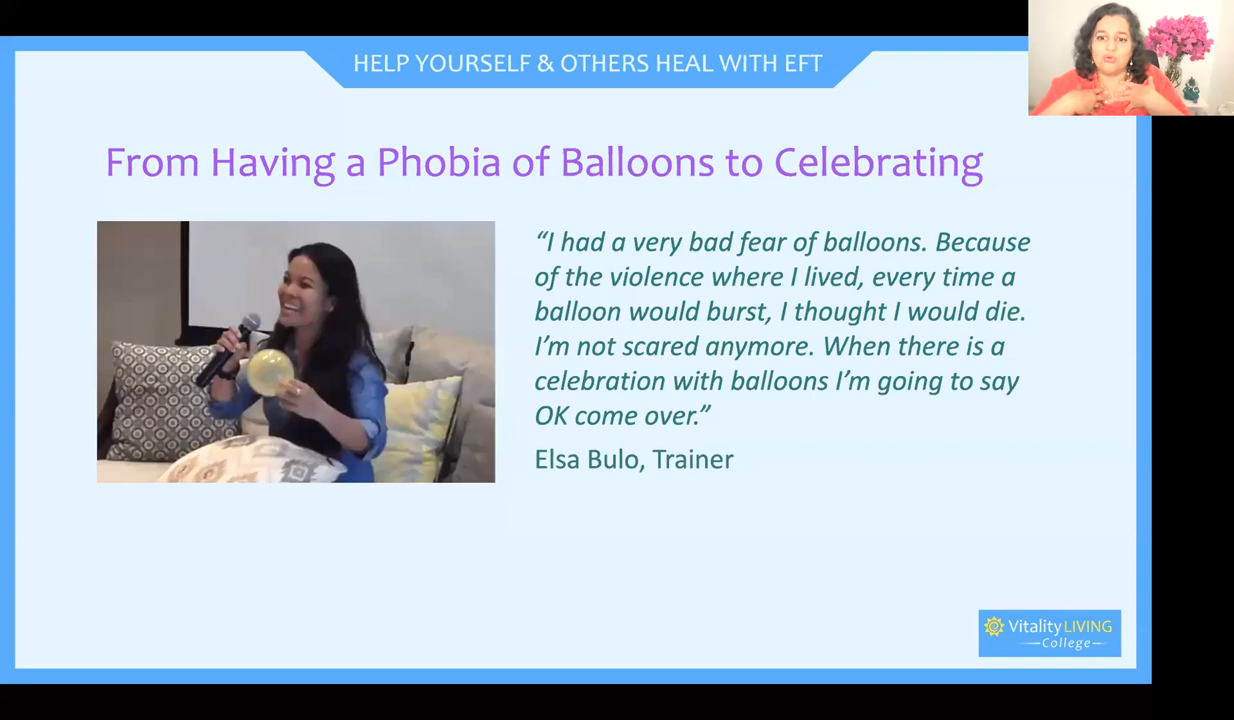 HELP YOURSELF & OTHERS HEAL WITH EFT
From Having a Phobia of Balloons to Celebrating
“I had a very bad fear of balloons. Because
of the violence where I lived, every time a
balloon would burst, I thought I would die.
I’m not scared anymore. When there is a
celebration with balloons I’m going to say
OK come over.”
Elsa Bulo, Trainer
Vitality LIVING
College